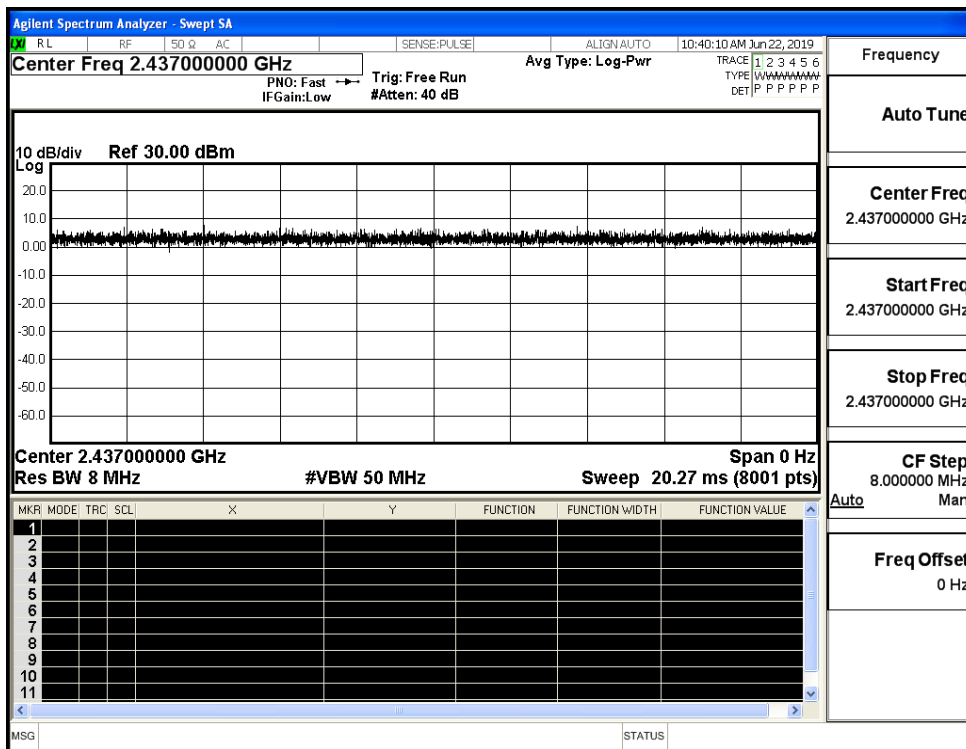 Agilent Spectrum Analyzer - Swept SA
LXI RL RF 50 Ω AC SENSE:PULSE ALIGN AUTO 10:40:10 AM Jun 22, 2019
Center Freq 2.437000000 GHz
Avg Type: Log-Pwr
TRACE 1 2 3 4 5 6
PNO: Fast
Trig: Free Run
TYPE WWWWWW
IFGain:Low
#Atten: 40 dB
DET P P P P P P
10 dB/div Ref 30.00 dBm
Log
20.0
10.0
0.00
-10.0
-20.0
-30.0
-40.0
-50.0
-60.0
Center 2.437000000 GHz Span 0 Hz
Res BW 8 MHz #VBW 50 MHz Sweep 20.27 ms (8001 pts)
MKR MODE TRC SCL X Y FUNCTION FUNCTION WIDTH FUNCTION VALUE
1
2
3
4
5
6
7
8
9
10
11
MSG STATUS
Frequency
Auto Tune
Center Freq
2.437000000 GHz
Start Freq
2.437000000 GHz
Stop Freq
2.437000000 GHz
CF Step
8.000000 MHz
Auto Man
Freq Offset
0 Hz